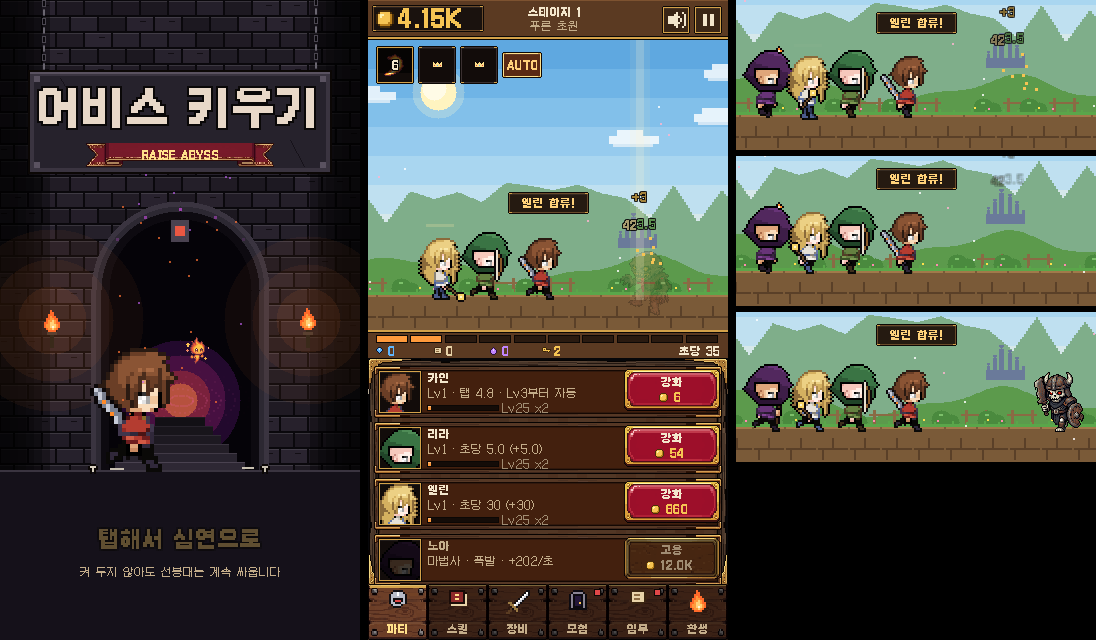 어비스 키우기
RAISE ABYSS
탭해서 심연으로
켜 두지 않아도 선봉대는 계속 싸웁니다
4.15K
스테이지 1
푸른 초원
6
AUTO
엘린 합류!
0
0
0
2
초당 35
카인
Lv1 · 탭 4.8 · Lv3부터 자동
Lv25 x2
강화
6
리라
Lv1 · 초당 5.0 (+5.0)
Lv25 x2
강화
54
엘린
Lv1 · 초당 30 (+30)
Lv25 x2
강화
660
노아
마법사 · 폭발 · +202/초
고용
12.0K
파티
스킬
장비
모험
임무
환생
엘린 합류!
엘린 합류!
엘린 합류!